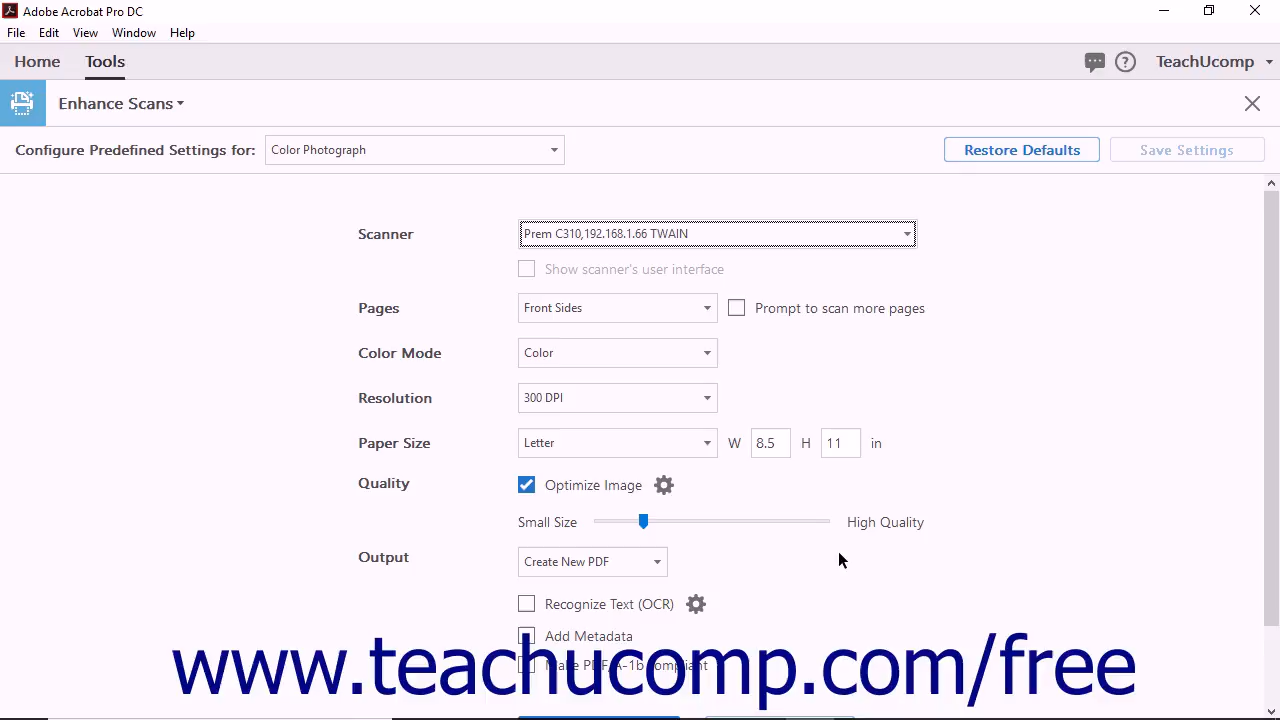 Adobe Acrobat Pro DC
File Edit View Window Help
Home Tools TeachUcomp
Enhance Scans
Configure Predefined Settings for: Color Photograph Restore Defaults Save Settings
Scanner Prem C310,192.168.1.66 TWAIN
Show scanner's user interface
Pages Front Sides Prompt to scan more pages
Color Mode Color
Resolution 300 DPI
Paper Size Letter W 8.5 H 11 in
Quality Optimize Image
Small Size High Quality
Output Create New PDF
Recognize Text (OCR)
Add Metadata
Make PDF/A-1b compliant
www.teachucomp.com/free